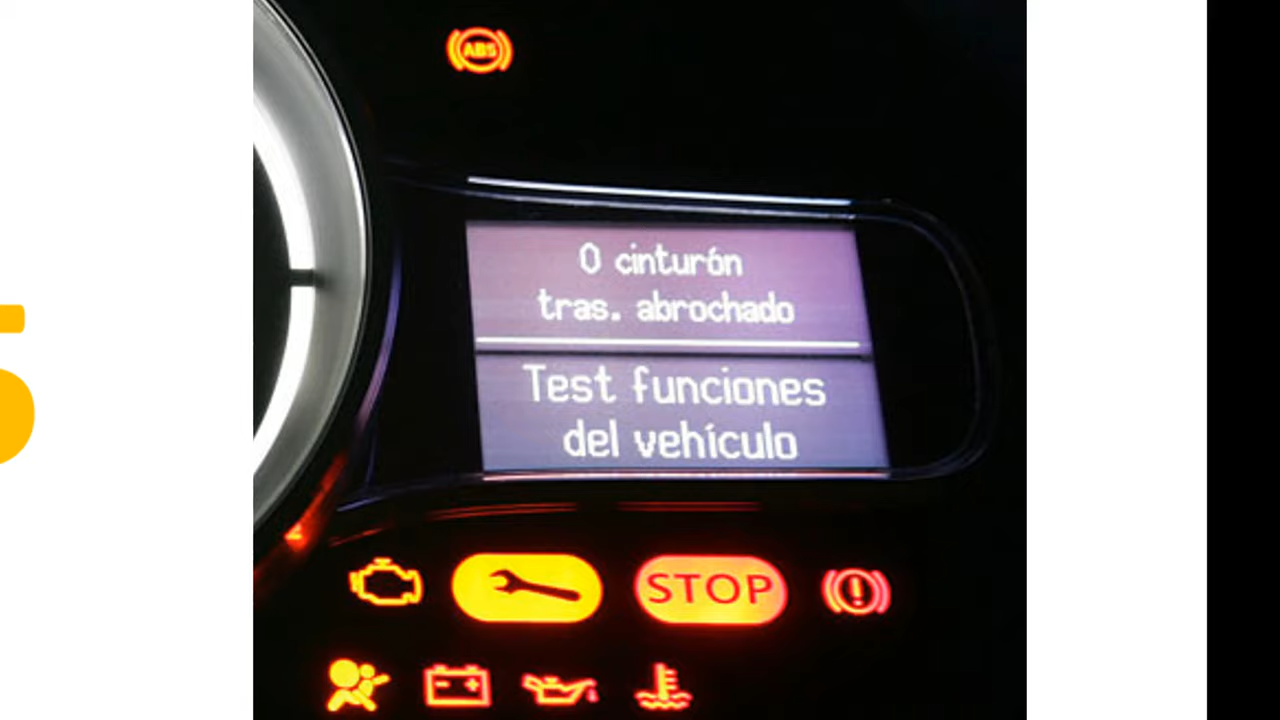 ABS
0 cinturón
tras. abrochado
Test funciones
del vehículo
STOP